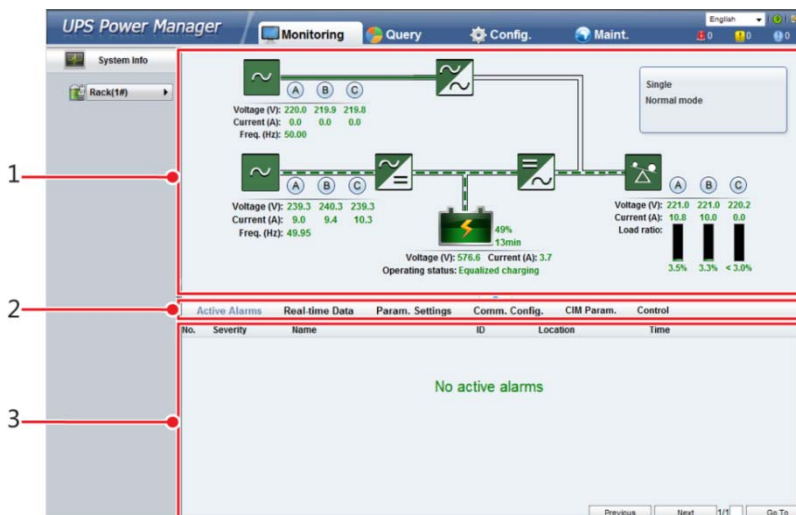 UPS Power Manager
Monitoring Query Config. Maint.
English
0 0 0
System Info
Rack(1#)
A B C
Voltage (V): 220.0 219.9 219.8
Current (A): 0.0 0.0 0.0
Freq. (Hz): 50.00
Single
Normal mode
1
A B C
Voltage (V): 239.3 240.3 239.3
Current (A): 9.0 9.4 10.3
Freq. (Hz): 49.95
49%
13min
Voltage (V): 576.6 Current (A): 3.7
Operating status: Equalized charging
A B C
Voltage (V): 221.0 221.0 220.2
Current (A): 10.8 10.0 0.0
Load ratio:
3.5% 3.3% < 3.0%
2
Active Alarms Real-time Data Param. Settings Comm. Config. CIM Param. Control
No. Severity Name ID Location Time
No active alarms
3
Previous Next 1/1 Go To